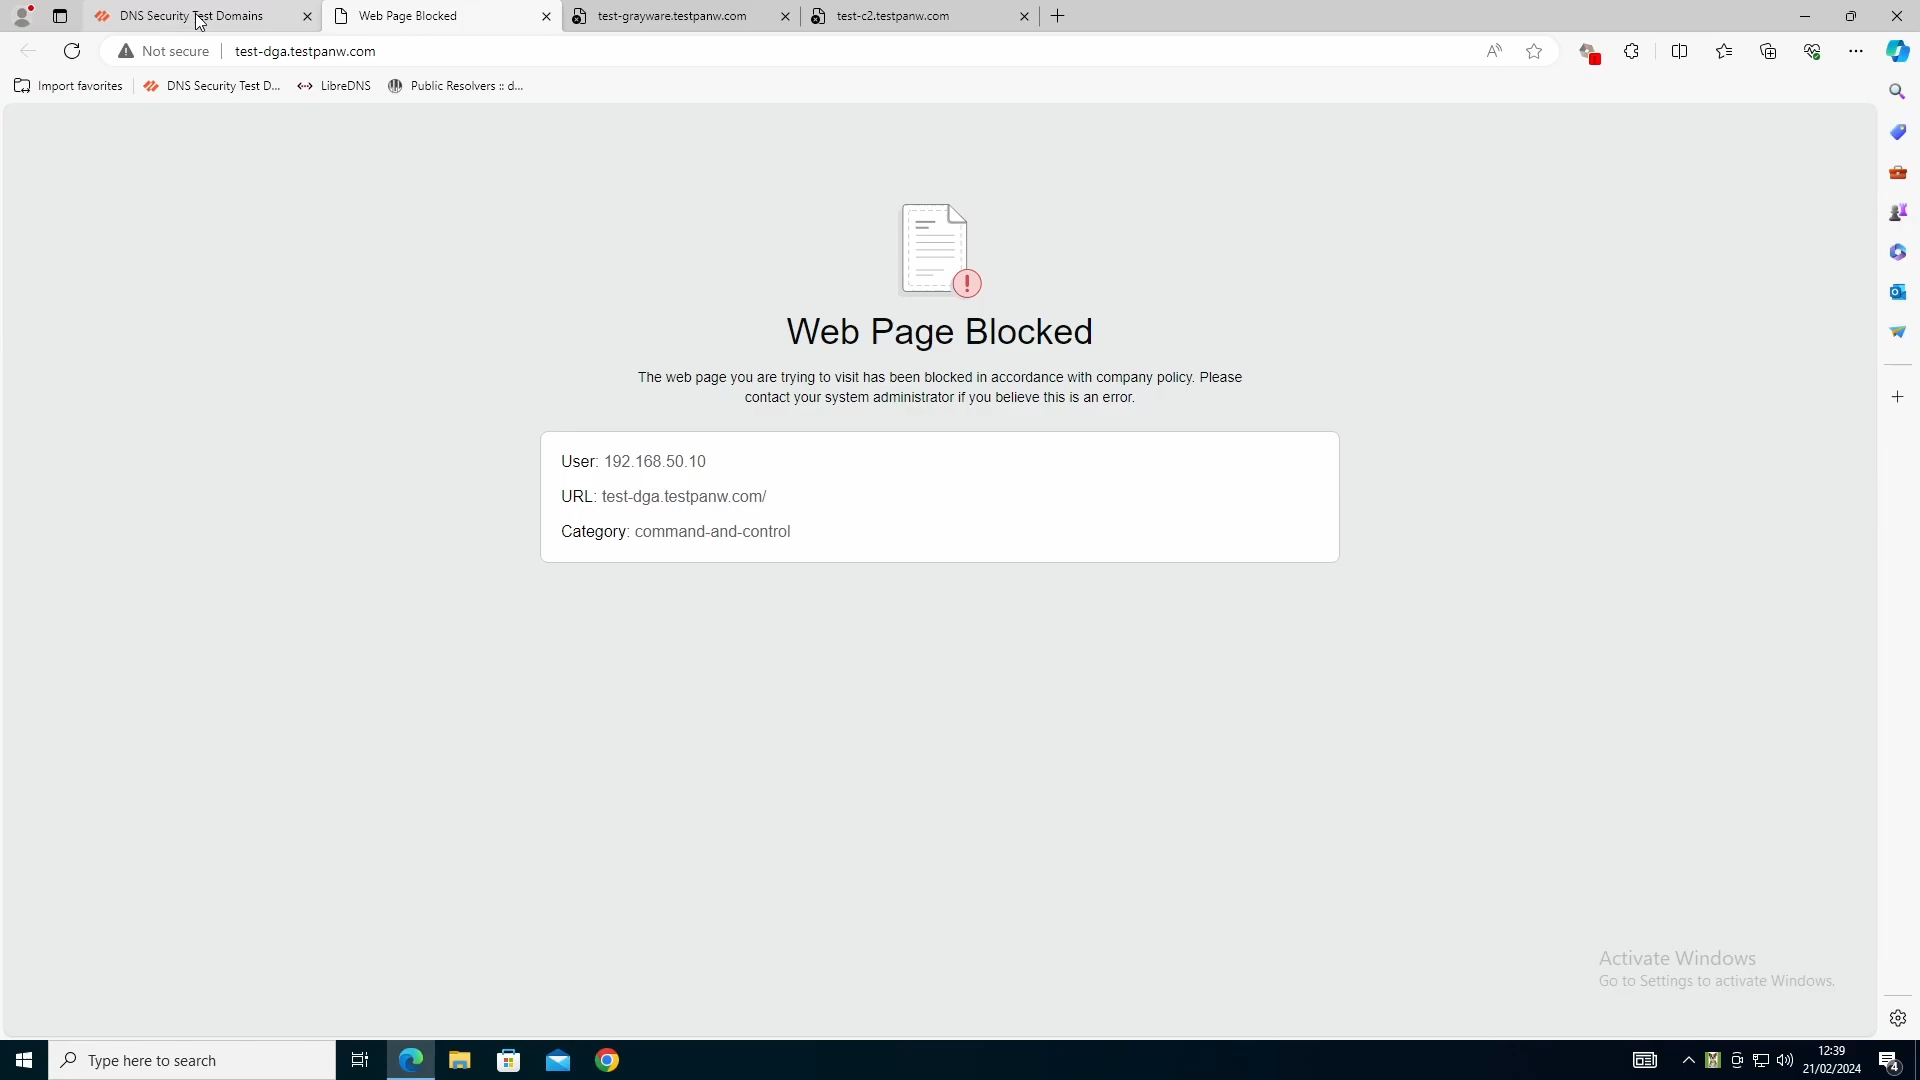 DNS Security Test Domains
Web Page Blocked
test-grayware.testpanw.com
test-c2.testpanw.com
Not secure
test-dga.testpanw.com
Import favorites
DNS Security Test D...
LibreDNS
Public Resolvers :: d...
Web Page Blocked
The web page you are trying to visit has been blocked in accordance with company policy. Please
contact your system administrator if you believe this is an error.
User: 192.168.50.10
URL: test-dga.testpanw.com/
Category: command-and-control
Activate Windows
Go to Settings to activate Windows.
Type here to search
12:39
21/02/2024
4